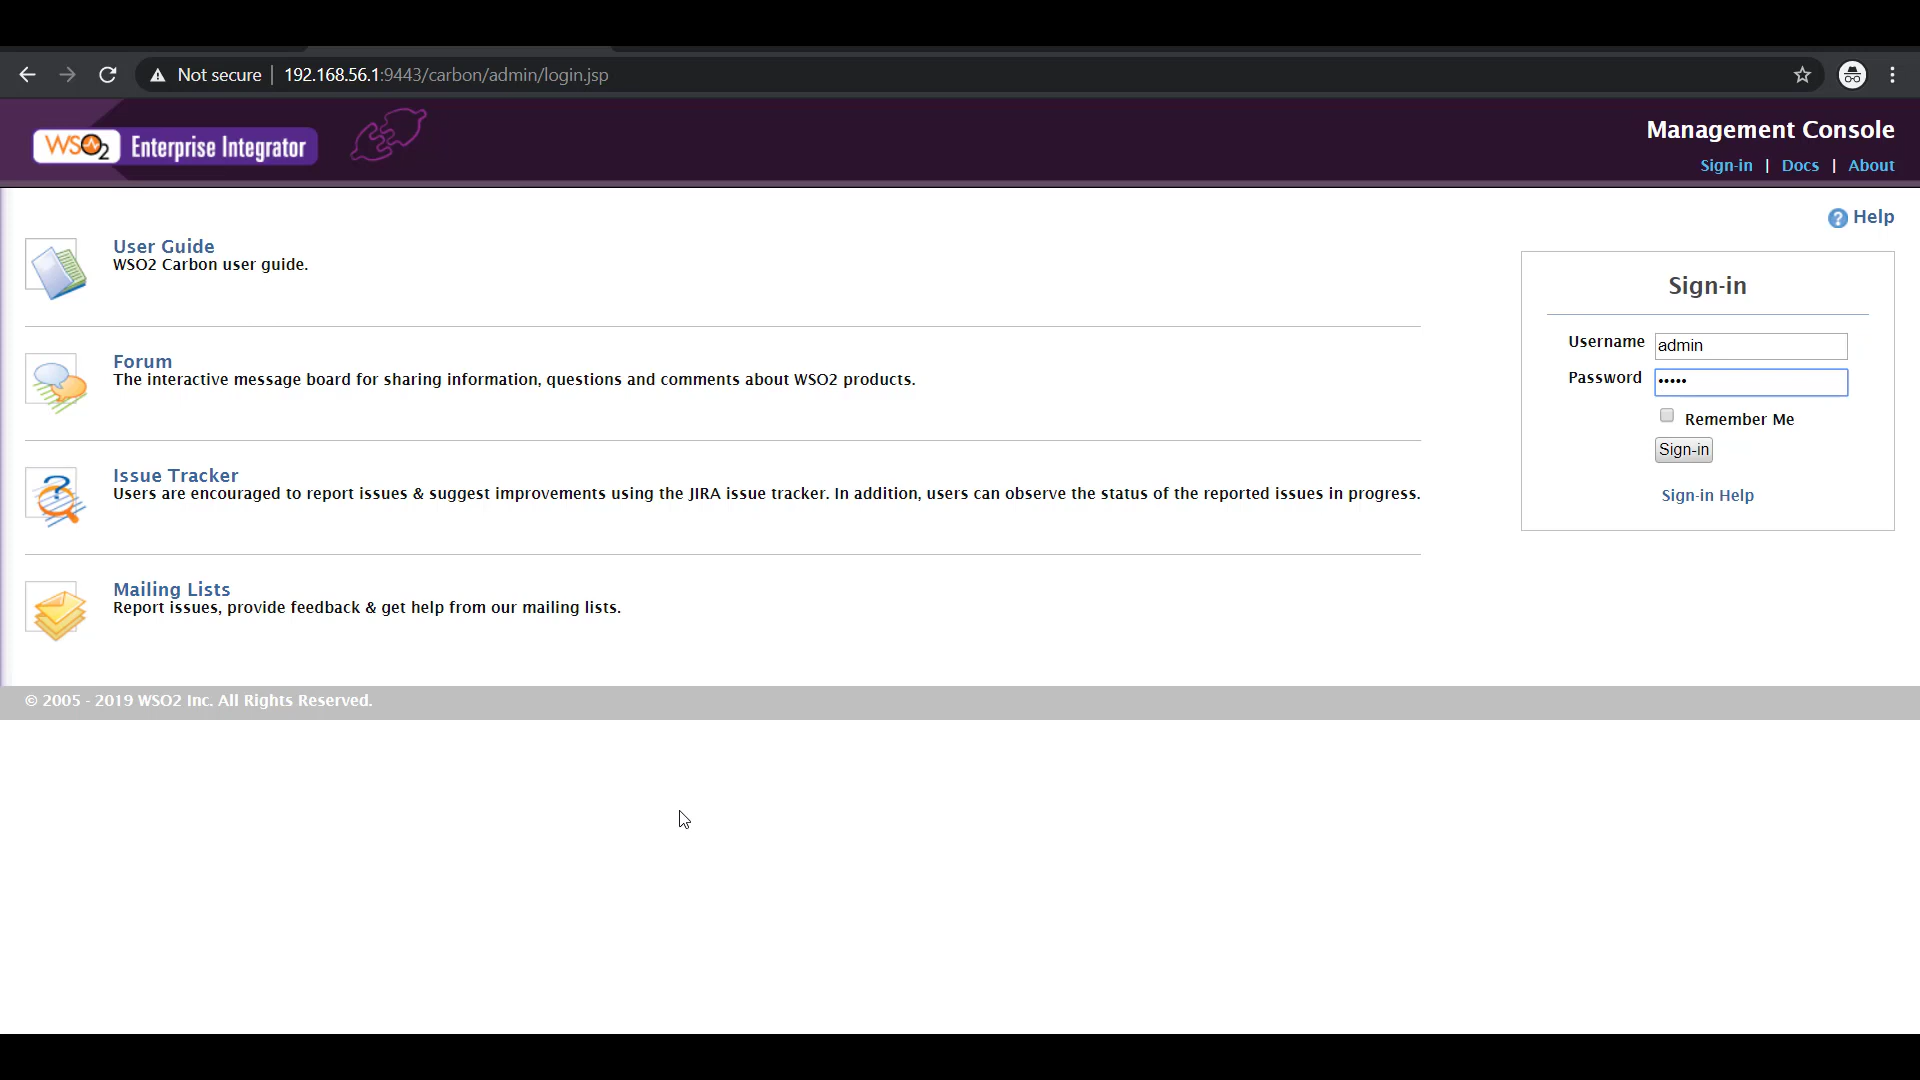 Not secure | 192.168.56.1:9443/carbon/admin/login.jsp
WSO2 Enterprise Integrator
Management Console
Sign-in | Docs | About
Help
User Guide
WSO2 Carbon user guide.
Forum
The interactive message board for sharing information, questions and comments about WSO2 products.
Issue Tracker
Users are encouraged to report issues & suggest improvements using the JIRA issue tracker. In addition, users can observe the status of the reported issues in progress.
Mailing Lists
Report issues, provide feedback & get help from our mailing lists.
Sign-in
Username admin
Password •••••
Remember Me
Sign-in
Sign-in Help
© 2005 - 2019 WSO2 Inc. All Rights Reserved.